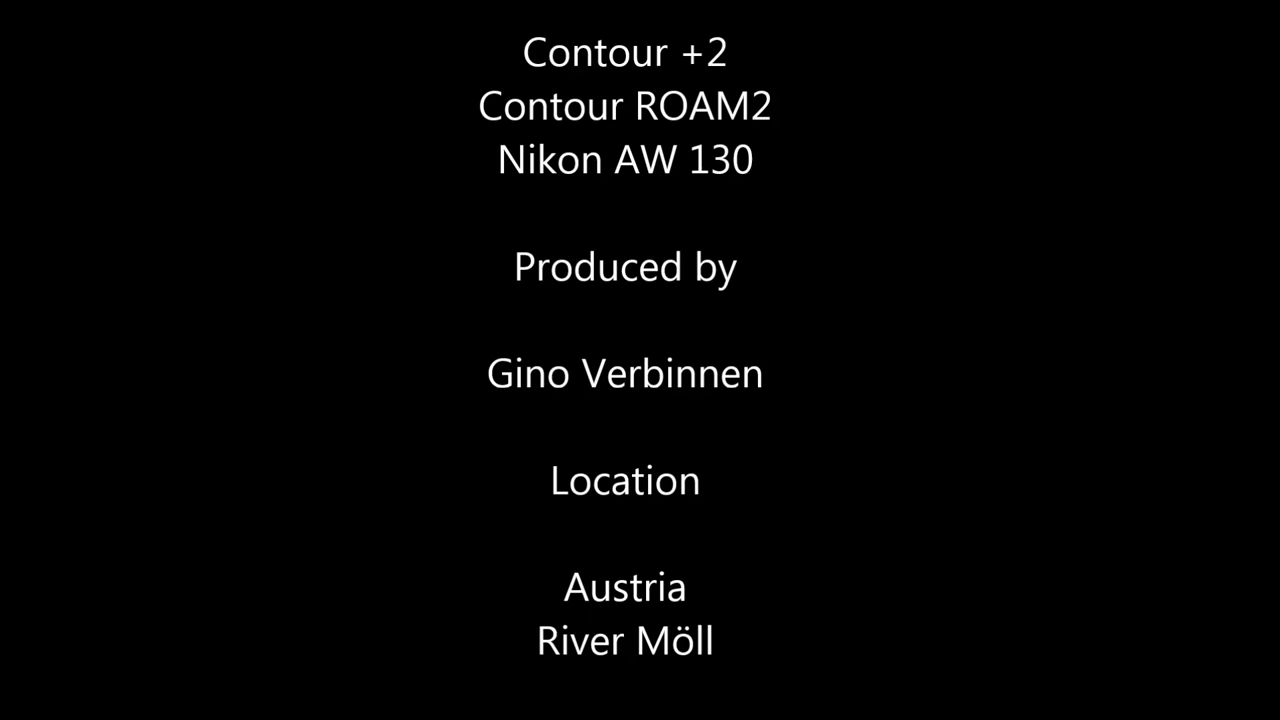 Contour +2
Contour ROAM2
Nikon AW 130
Produced by
Gino Verbinnen
Location
Austria
River Möll